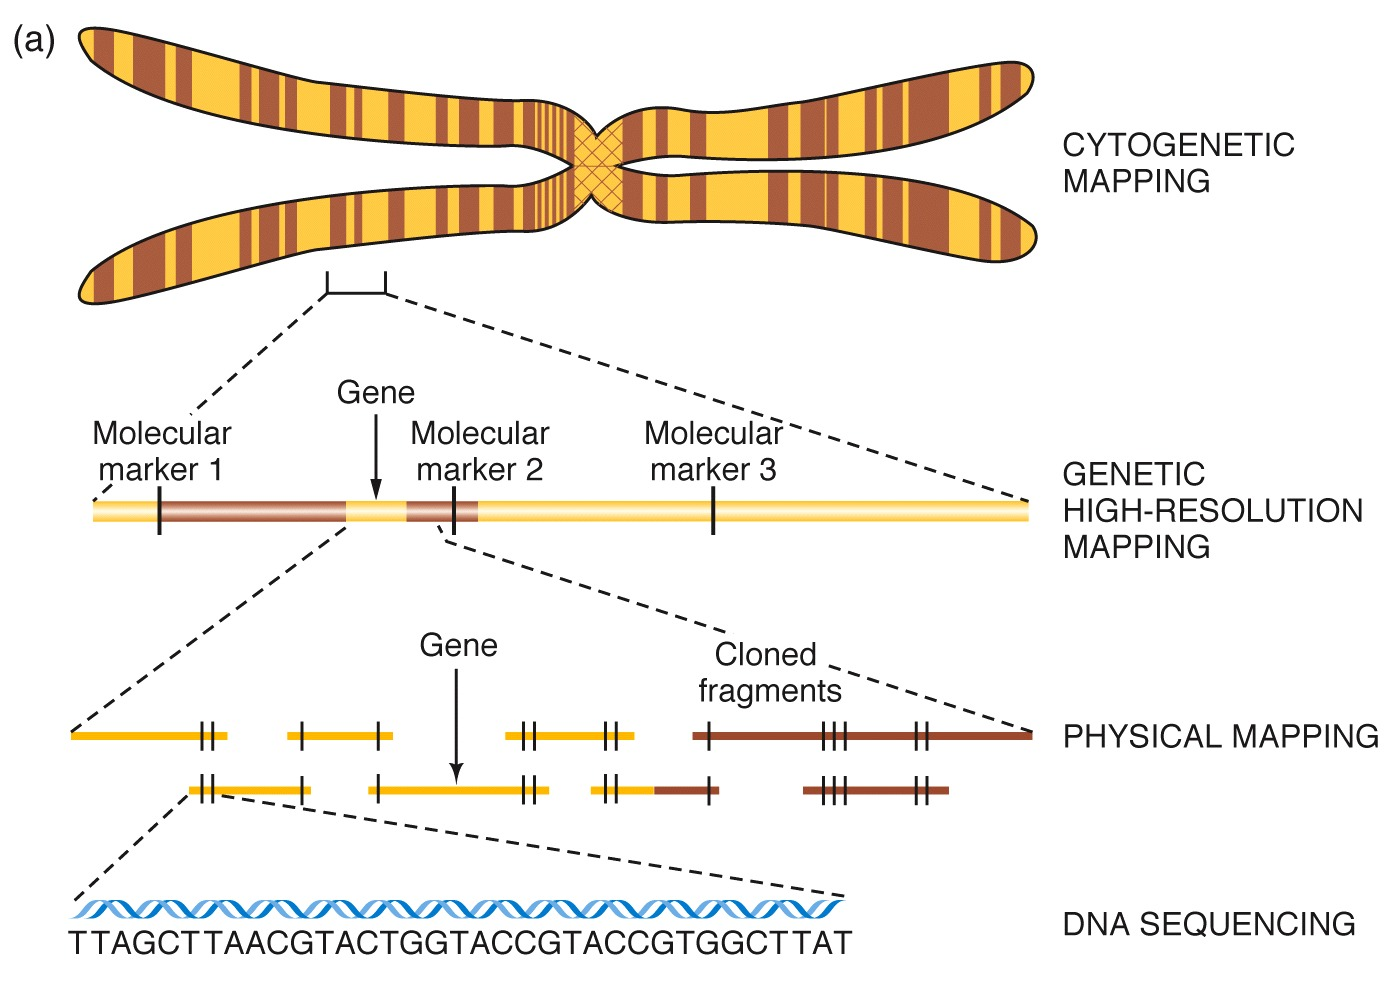 (a)
CYTOGENETIC
MAPPING
Gene
Molecular
marker 1
Molecular
marker 2
Molecular
marker 3
GENETIC
HIGH-RESOLUTION
MAPPING
Gene
Cloned
fragments
PHYSICAL MAPPING
TTAGCTTAACGTACTGGTACCGTACCGTGGCTTAT
DNA SEQUENCING